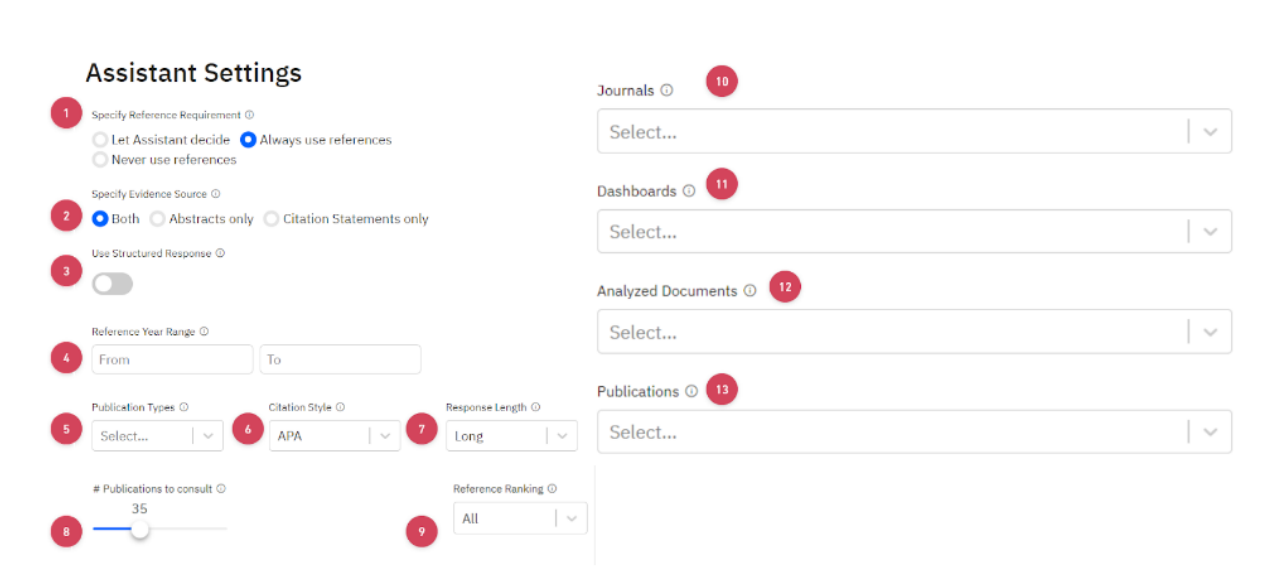 Assistant Settings
1
Specify Reference Requirement
Let Assistant decide Always use references
Never use references
Specify Evidence Source
2
Both Abstracts only Citation Statements only
Use Structured Response
3
Reference Year Range
4
From To
Publication Types Citation Style Response Length
5 Select... 6 APA 7 Long
# Publications to consult Reference Ranking
35
8
All
9
Journals 10
Select...
Dashboards 11
Select...
Analyzed Documents 12
Select...
Publications 13
Select...